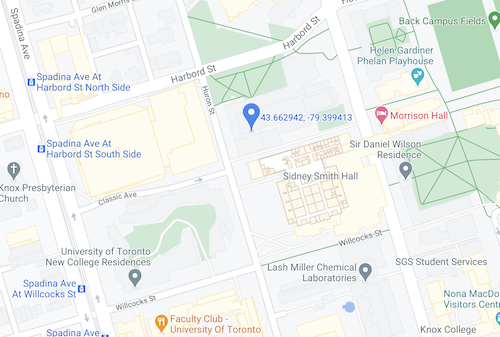 Glen Morris
Spadina Ave
Back Campus Fields
Harbord St
Helen Gardiner
Phelan Playhouse
Harbord St
Spadina Ave At
Harbord St North Side
Huron St
43.662942, -79.399413
Morrison Hall
Spadina Ave At
Harbord St South Side
Sir Daniel Wilson
Residence
Knox Presbyterian
Church
Sidney Smith Hall
Classic Ave
Willcocks St
University of Toronto
New College Residences
Lash Miller Chemical
Laboratories
SGS Student Services
Spadina Ave
At Willcocks St
Willcocks St
Nona MacDo
Visitors Centr
Faculty Club -
University Of Toronto
Knox College
Spadina Ave